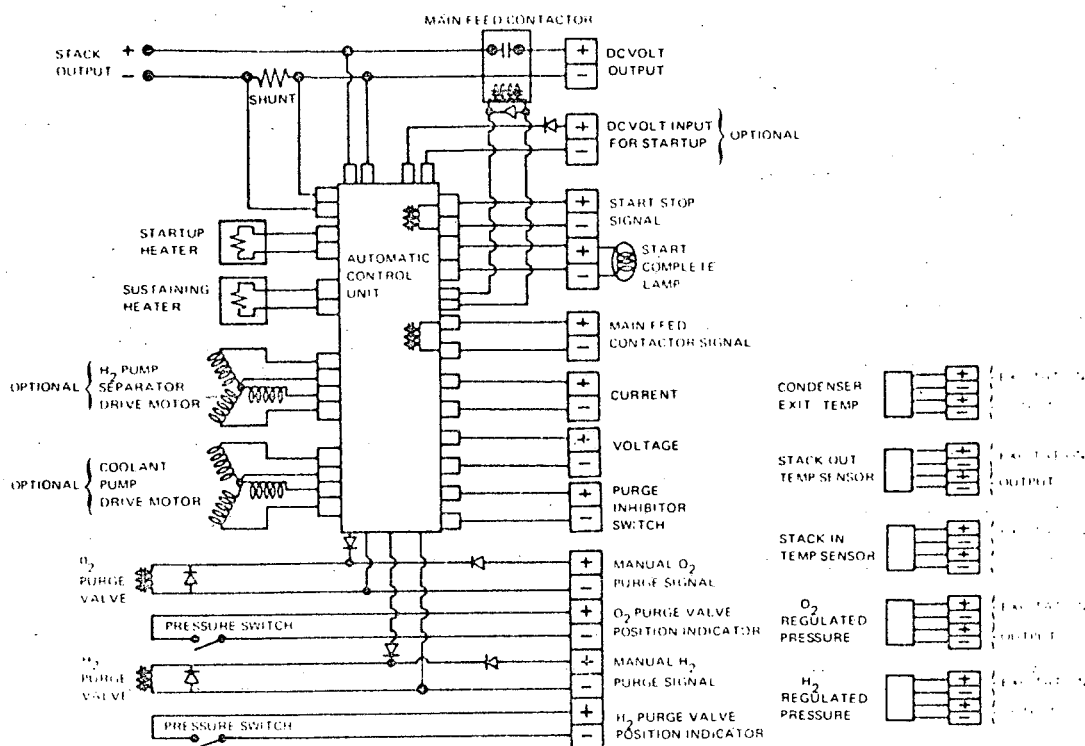 MAIN FEED CONTACTOR
STACK
OUTPUT
+
−
SHUNT
+
−
DC VOLT
OUTPUT
+
−
DC VOLT INPUT
FOR STARTUP
OPTIONAL
+
−
START STOP
SIGNAL
+
−
START
COMPLETE
LAMP
STARTUP
HEATER
AUTOMATIC
CONTROL
UNIT
SUSTAINING
HEATER
+
−
MAIN FEED
CONTACTOR SIGNAL
OPTIONAL
H2 PUMP
SEPARATOR
DRIVE MOTOR
+
−
CURRENT
+
−
VOLTAGE
OPTIONAL
COOLANT
PUMP
DRIVE MOTOR
+
−
PURGE
INHIBITOR
SWITCH
O2
PURGE
VALVE
+
−
MANUAL O2
PURGE SIGNAL
PRESSURE SWITCH
+
−
O2 PURGE VALVE
POSITION INDICATOR
H2
PURGE
VALVE
+
−
MANUAL H2
PURGE SIGNAL
PRESSURE SWITCH
+
−
H2 PURGE VALVE
POSITION INDICATOR
CONDENSER
EXIT TEMP
+
−
+
−
STACK OUT
TEMP SENSOR
+
−
+
−
OUTPUT
STACK IN
TEMP SENSOR
+
−
+
−
O2
REGULATED
PRESSURE
+
−
+
−
OUTPUT
H2
REGULATED
PRESSURE
+
−
+
−